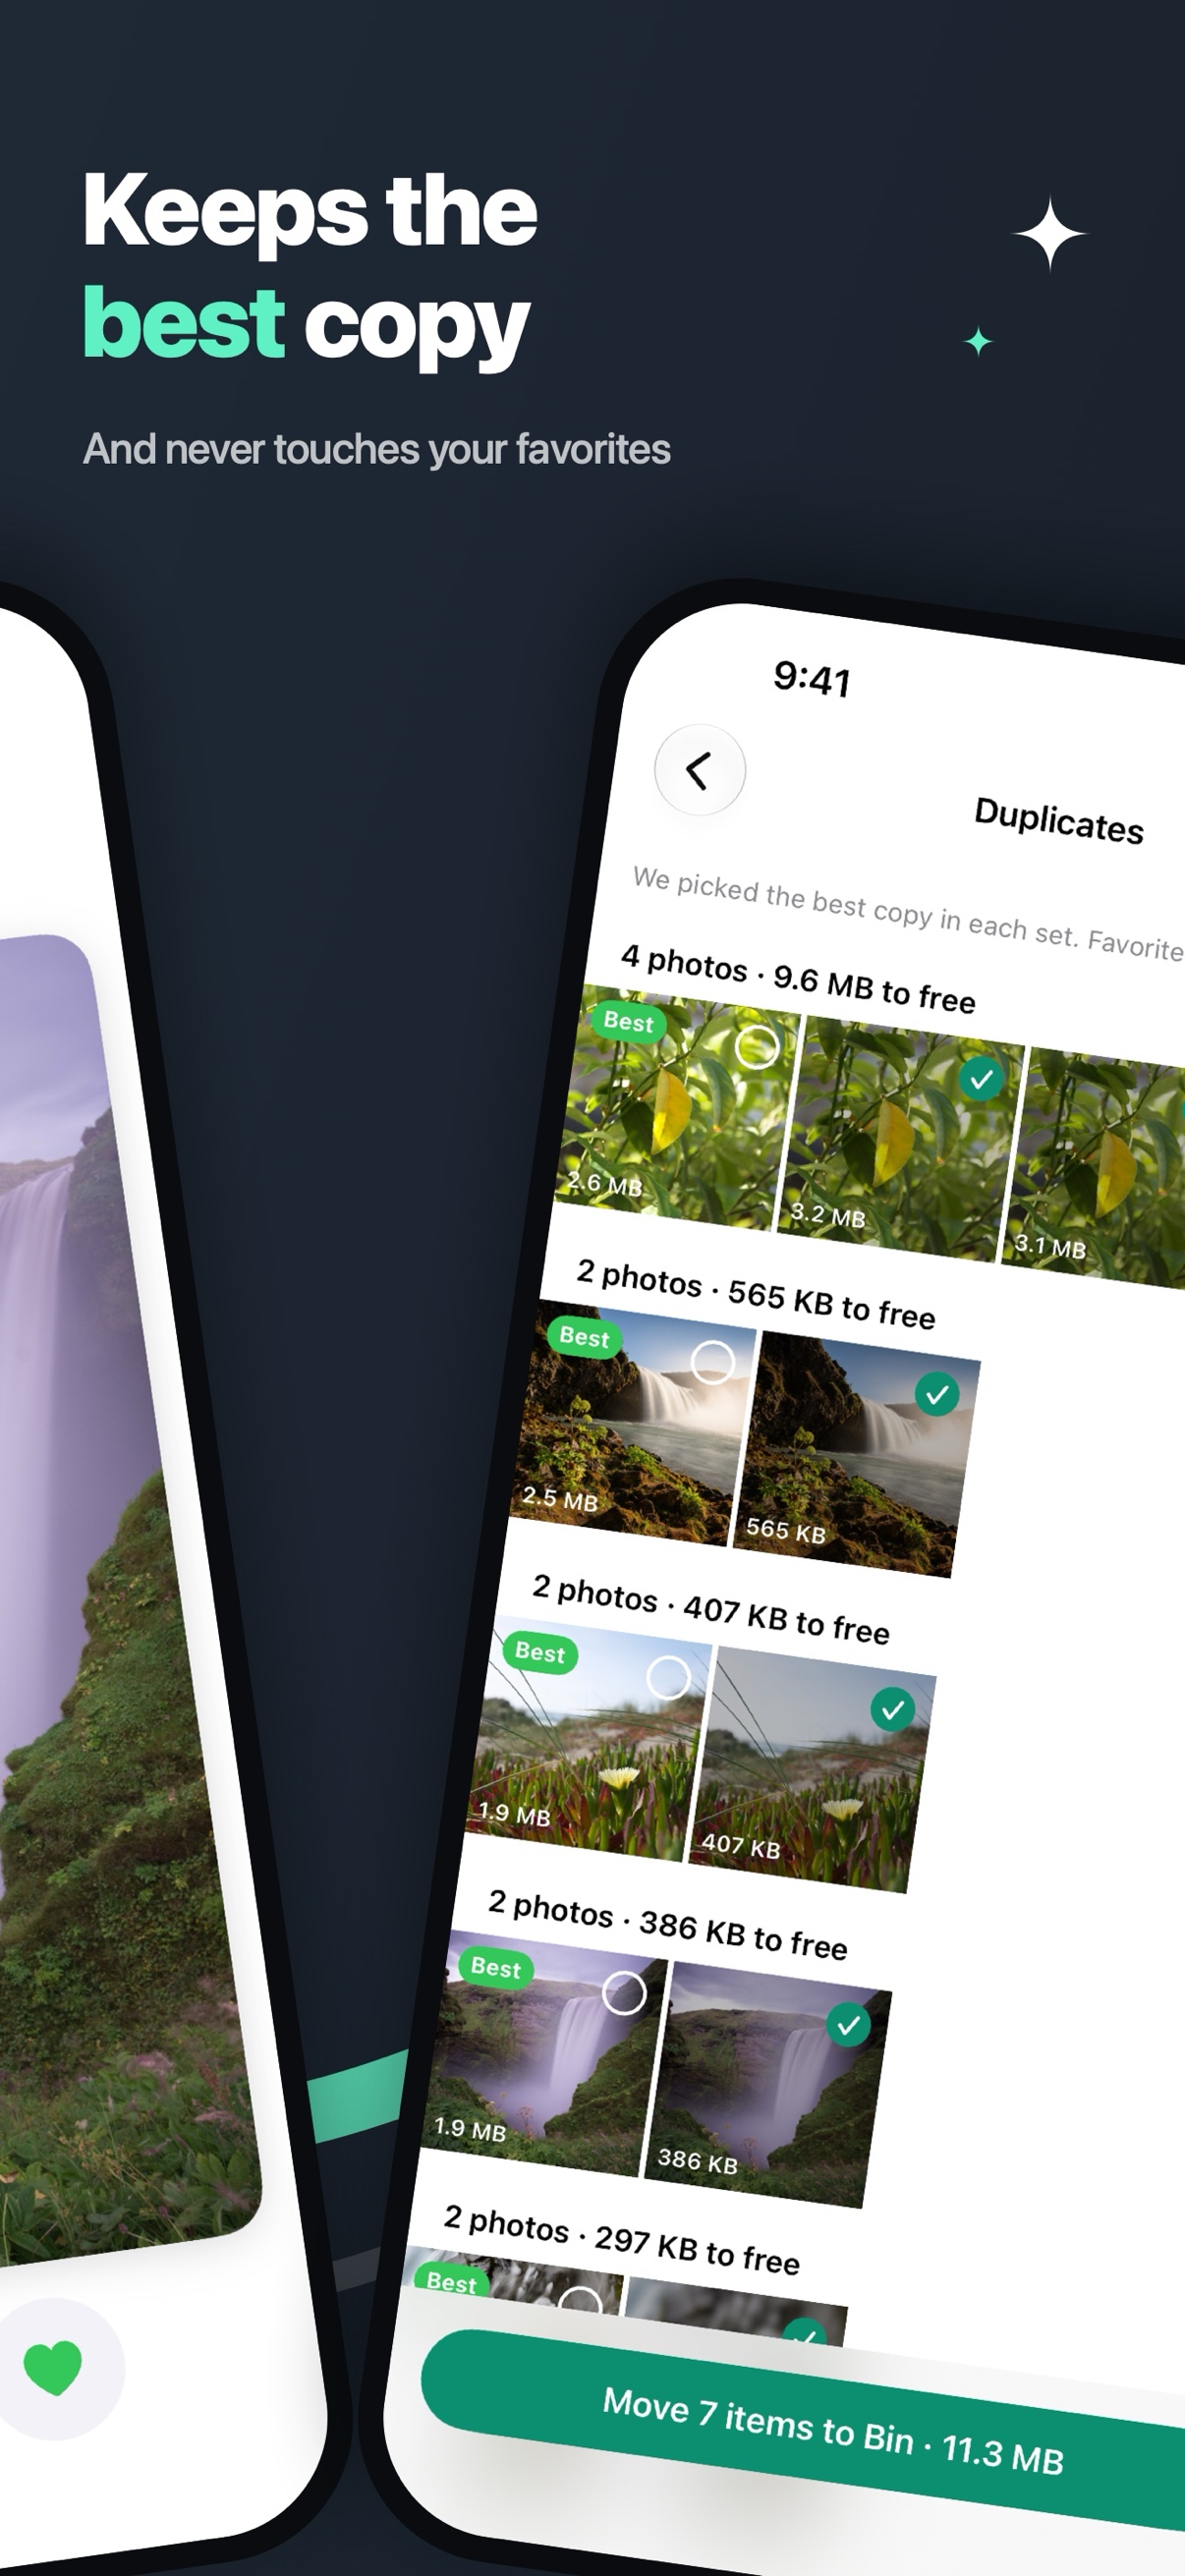 Keeps the
best copy
And never touches your favorites
9:41
Duplicates
We picked the best copy in each set. Favorite
4 photos · 9.6 MB to free
Best
2.6 MB
3.2 MB
3.1 MB
2 photos · 565 KB to free
Best
2.5 MB
565 KB
2 photos · 407 KB to free
Best
1.9 MB
407 KB
2 photos · 386 KB to free
Best
1.9 MB
386 KB
2 photos · 297 KB to free
Best
Move 7 items to Bin · 11.3 MB